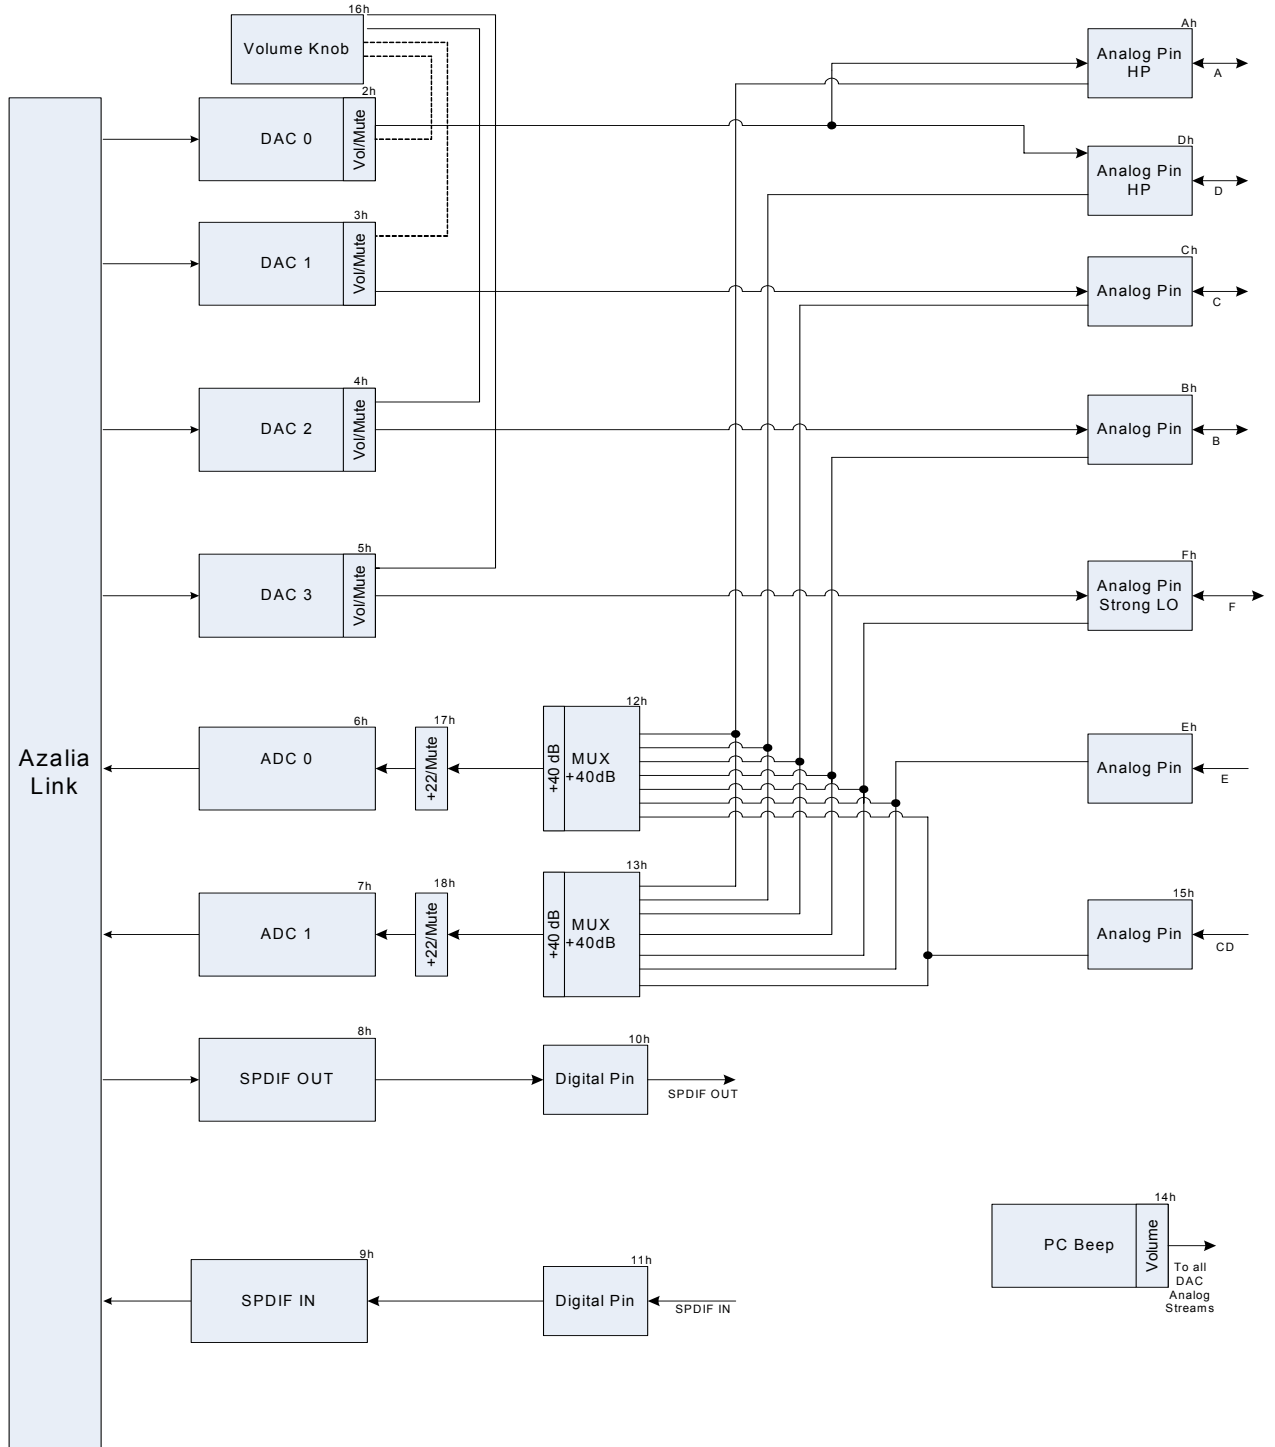 16h
Volume Knob
Ah
Analog Pin
HP
A
2h
DAC 0
Vol/Mute
Dh
Analog Pin
HP
D
3h
DAC 1
Vol/Mute
Ch
Analog Pin
C
4h
DAC 2
Vol/Mute
Bh
Analog Pin
B
5h
DAC 3
Vol/Mute
Fh
Analog Pin
Strong LO
F
Azalia
Link
6h
ADC 0
17h
+22/Mute
12h
+40 dB
MUX
+40dB
Eh
Analog Pin
E
7h
ADC 1
18h
+22/Mute
13h
+40 dB
MUX
+40dB
15h
Analog Pin
CD
8h
SPDIF OUT
10h
Digital Pin
SPDIF OUT
14h
PC Beep
Volume
To all
DAC
Analog
Streams
9h
SPDIF IN
11h
Digital Pin
SPDIF IN